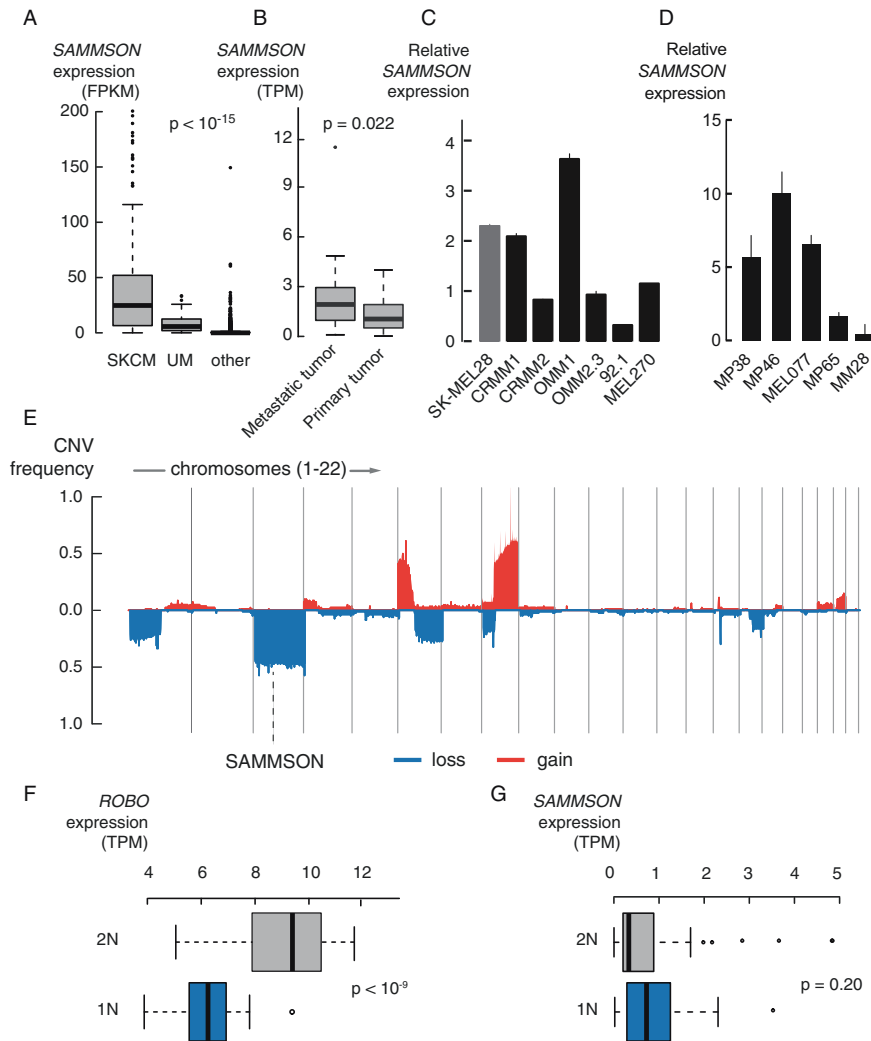 A
SAMMSON
expression
(FPKM)
p < 10-15
200
150
100
50
0
SKCM
UM
other
B
SAMMSON
expression
(TPM)
p = 0.022
12
9
6
3
0
Metastatic tumor
Primary tumor
C
Relative
SAMMSON
expression
4
3
2
1
0
SK-MEL28
CRMM1
CRMM2
OMM1
OMM2.3
92.1
MEL270
D
Relative
SAMMSON
expression
15
10
5
0
MP38
MP46
MEL077
MP65
MM28
E
CNV
frequency
chromosomes (1-22)
1.0
0.5
0.0
0.5
1.0
SAMMSON
loss
gain
F
ROBO
expression
(TPM)
4 6 8 10 12
2N
1N
p < 10-9
G
SAMMSON
expression
(TPM)
0 1 2 3 4 5
2N
1N
p = 0.20